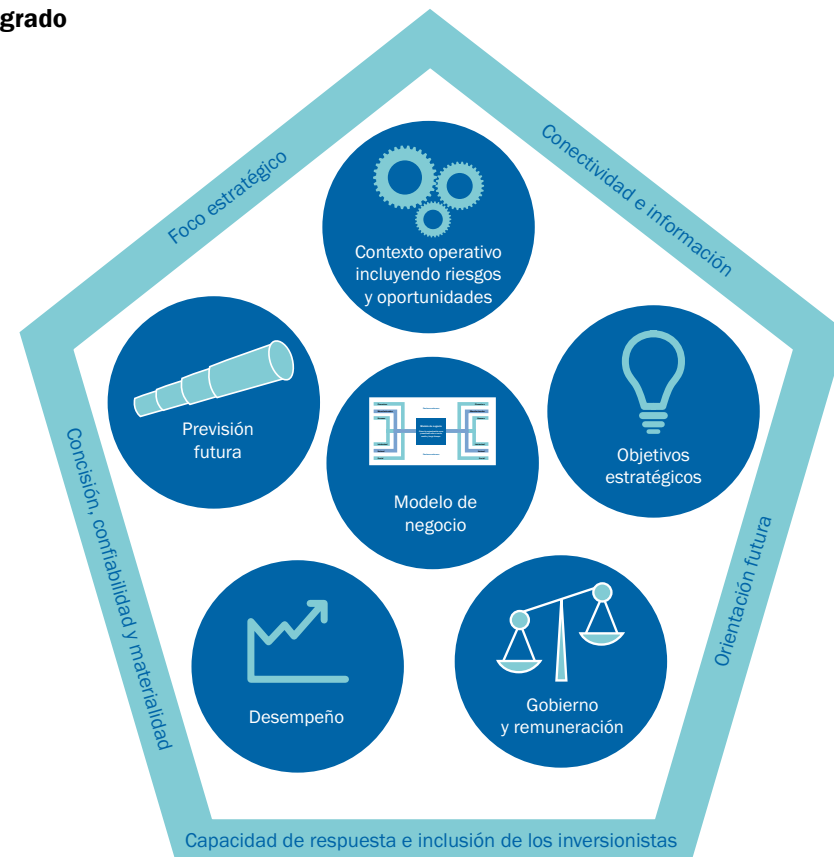 grado
Foco estratégico
Conectividad e información
Contexto operativo
incluyendo riesgos
y oportunidades
Previsión
futura
Objetivos
estratégicos
Modelo de
negocio
Concisión, confiabilidad y materialidad
Orientación futura
Desempeño
Gobierno
y remuneración
Capacidad de respuesta e inclusión de los inversionistas